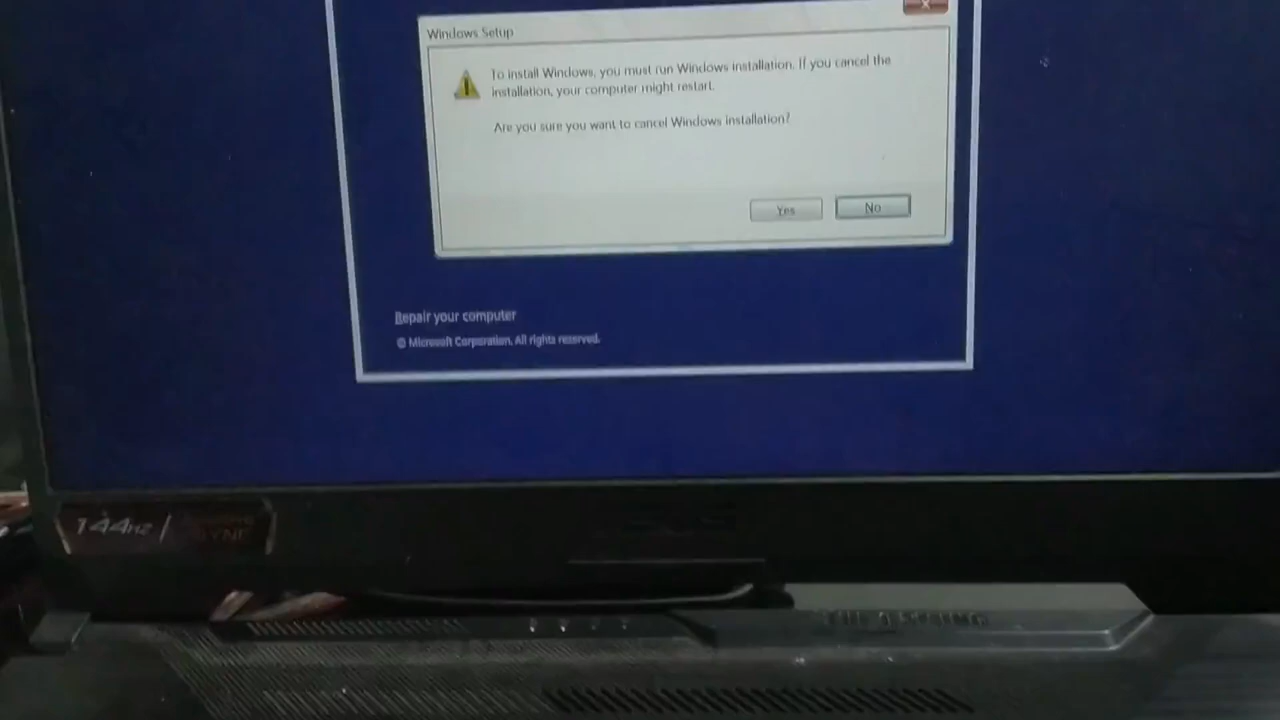 Windows Setup
To install Windows, you must run Windows installation. If you cancel the
installation, your computer might restart.
Are you sure you want to cancel Windows installation?
Yes
No
Repair your computer
© Microsoft Corporation. All rights reserved.
144Hz